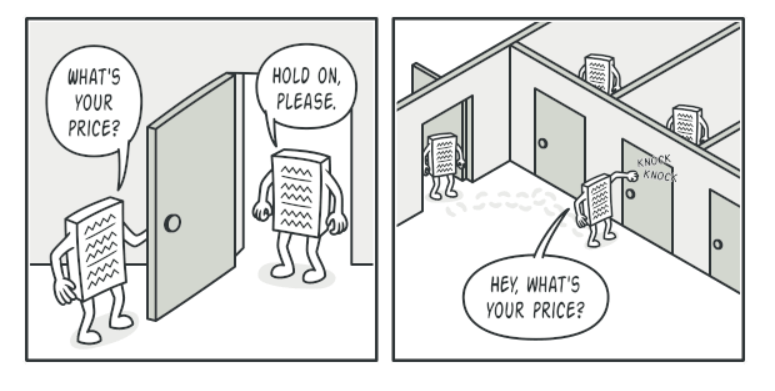 WHAT'S
YOUR
PRICE?
HOLD ON,
PLEASE.
KNOCK
KNOCK
HEY, WHAT'S
YOUR PRICE?